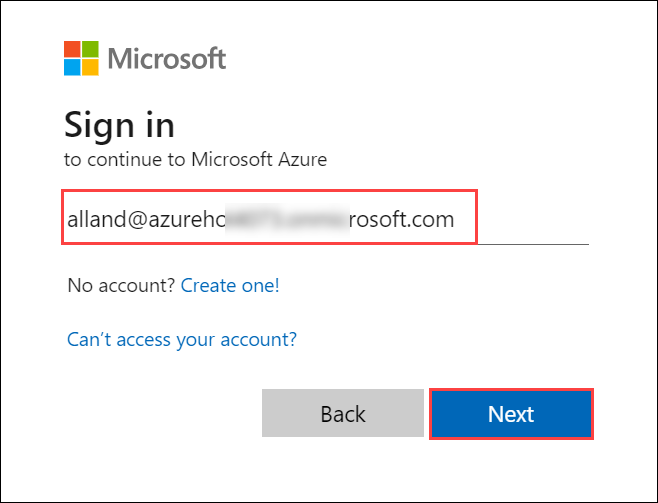 Microsoft
Sign in
to continue to Microsoft Azure
alland@azureho rosoft.com
No account? Create one!
Can't access your account?
Back
Next